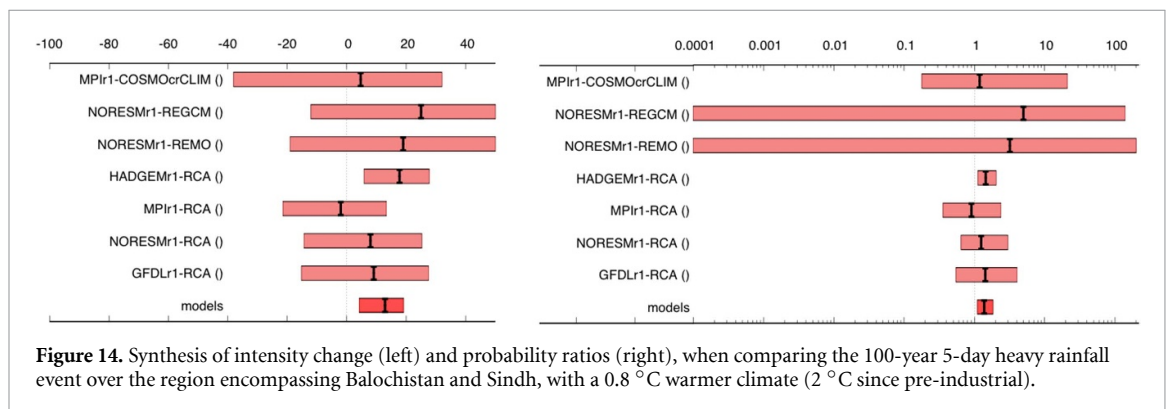 -100 -80 -60 -40 -20 0 20 40
MPIr1-COSMOcrCLIM ()
NORESMr1-REGCM ()
NORESMr1-REMO ()
HADGEMr1-RCA ()
MPIr1-RCA ()
NORESMr1-RCA ()
GFDLr1-RCA ()
models
0.0001 0.001 0.01 0.1 1 10 100
MPIr1-COSMOcrCLIM ()
NORESMr1-REGCM ()
NORESMr1-REMO ()
HADGEMr1-RCA ()
MPIr1-RCA ()
NORESMr1-RCA ()
GFDLr1-RCA ()
models
Figure 14. Synthesis of intensity change (left) and probability ratios (right), when comparing the 100-year 5-day heavy rainfall
event over the region encompassing Balochistan and Sindh, with a 0.8 °C warmer climate (2 °C since pre-industrial).